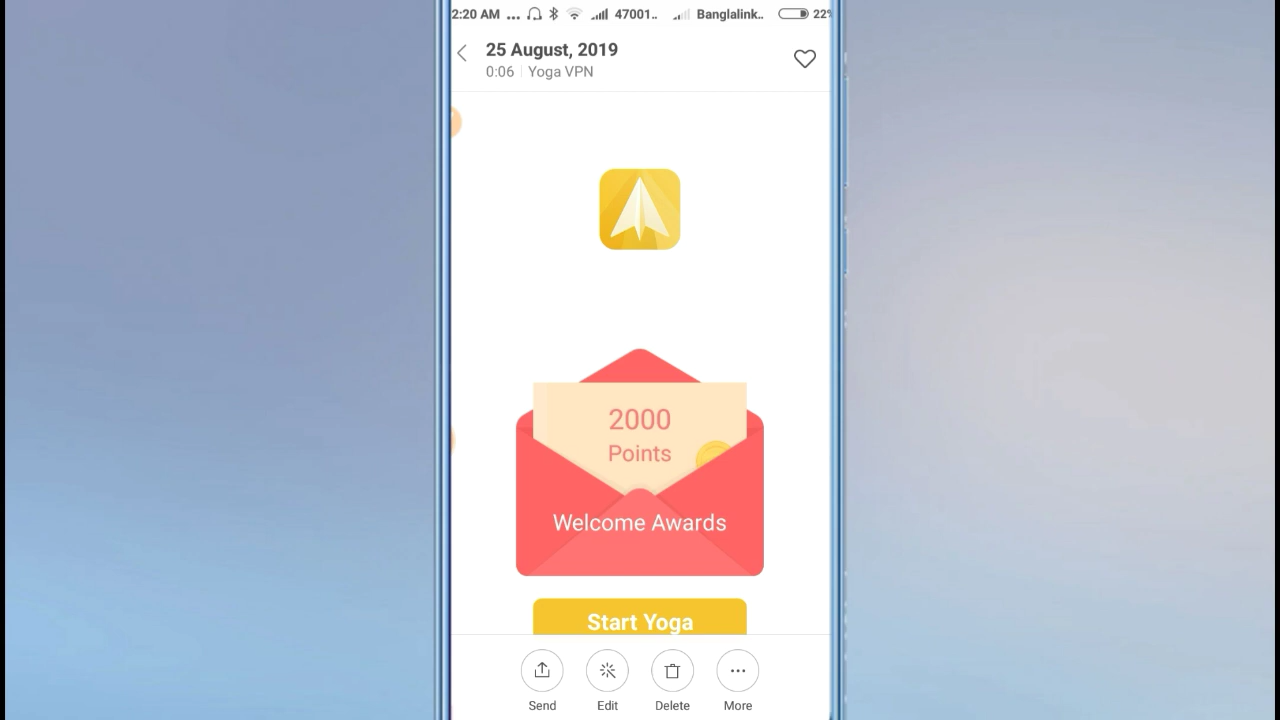 2:20 AM ... 47001.. Banglalink.. 22%
25 August, 2019
0:06 Yoga VPN
2000
Points
Welcome Awards
Start Yoga
Send Edit Delete More